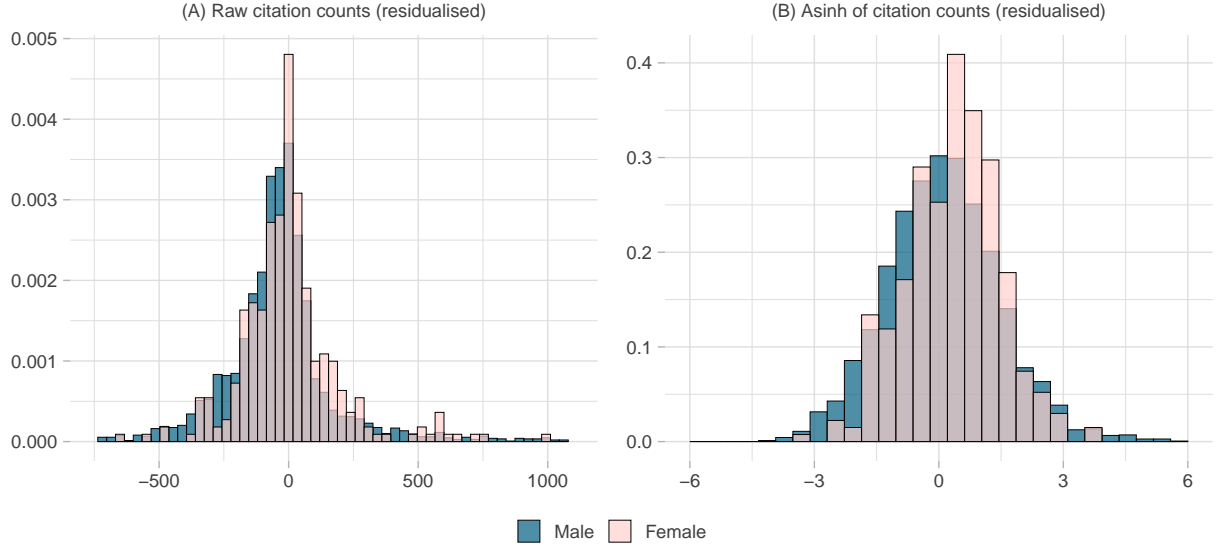 (A) Raw citation counts (residualised)
0.005
0.004
0.003
0.002
0.001
0.000
−500 0 500 1000
(B) Asinh of citation counts (residualised)
0.4
0.3
0.2
0.1
0.0
−6 −3 0 3 6
Male Female